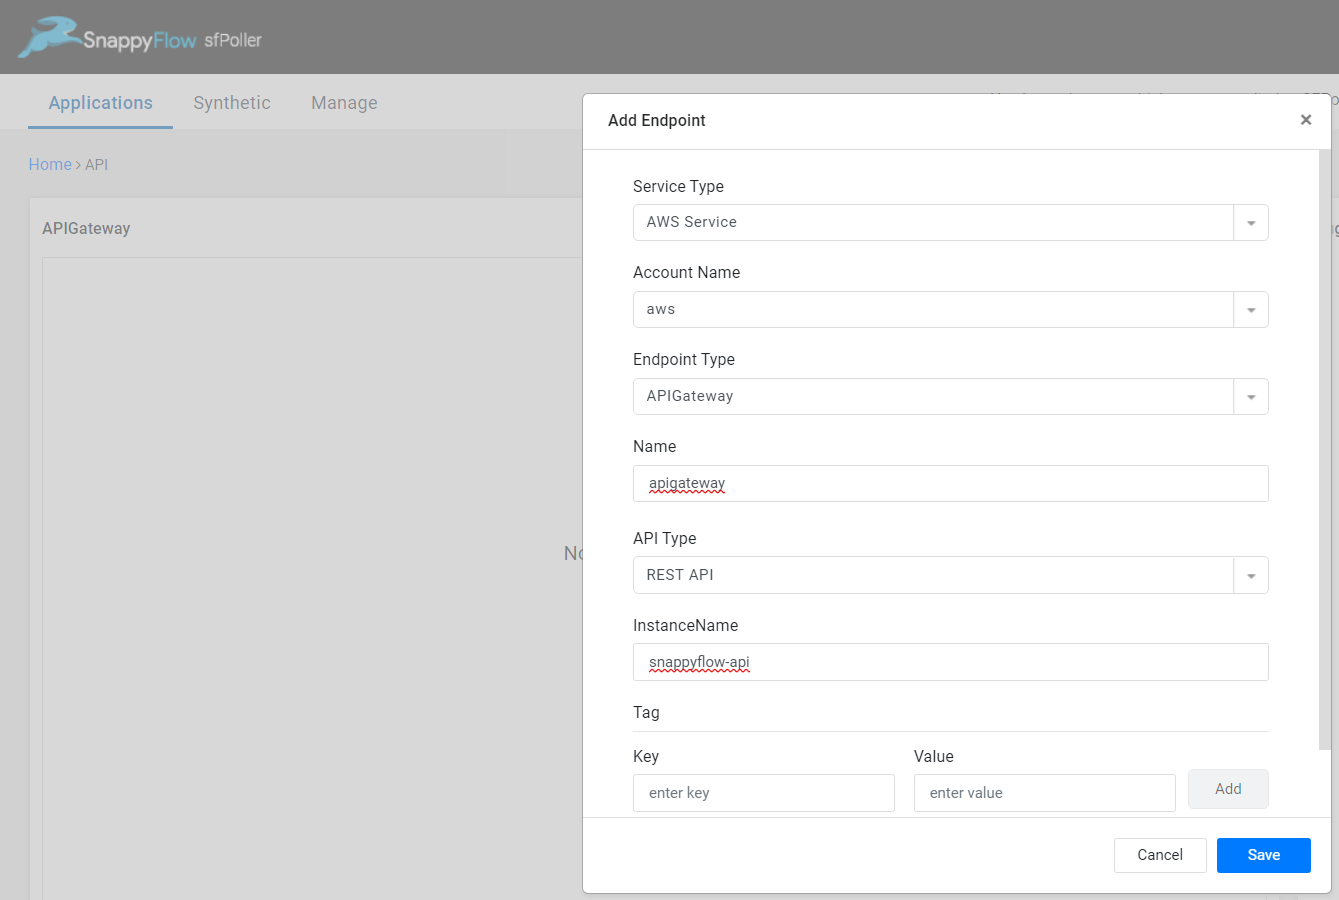 SnappyFlow sfPoller
Applications Synthetic Manage
Home › API
APIGateway
Add Endpoint
×
Service Type
AWS Service
Account Name
aws
Endpoint Type
APIGateway
Name
apigateway
API Type
REST API
InstanceName
snappyflow-api
Tag
Key Value
enter key enter value Add
Cancel Save